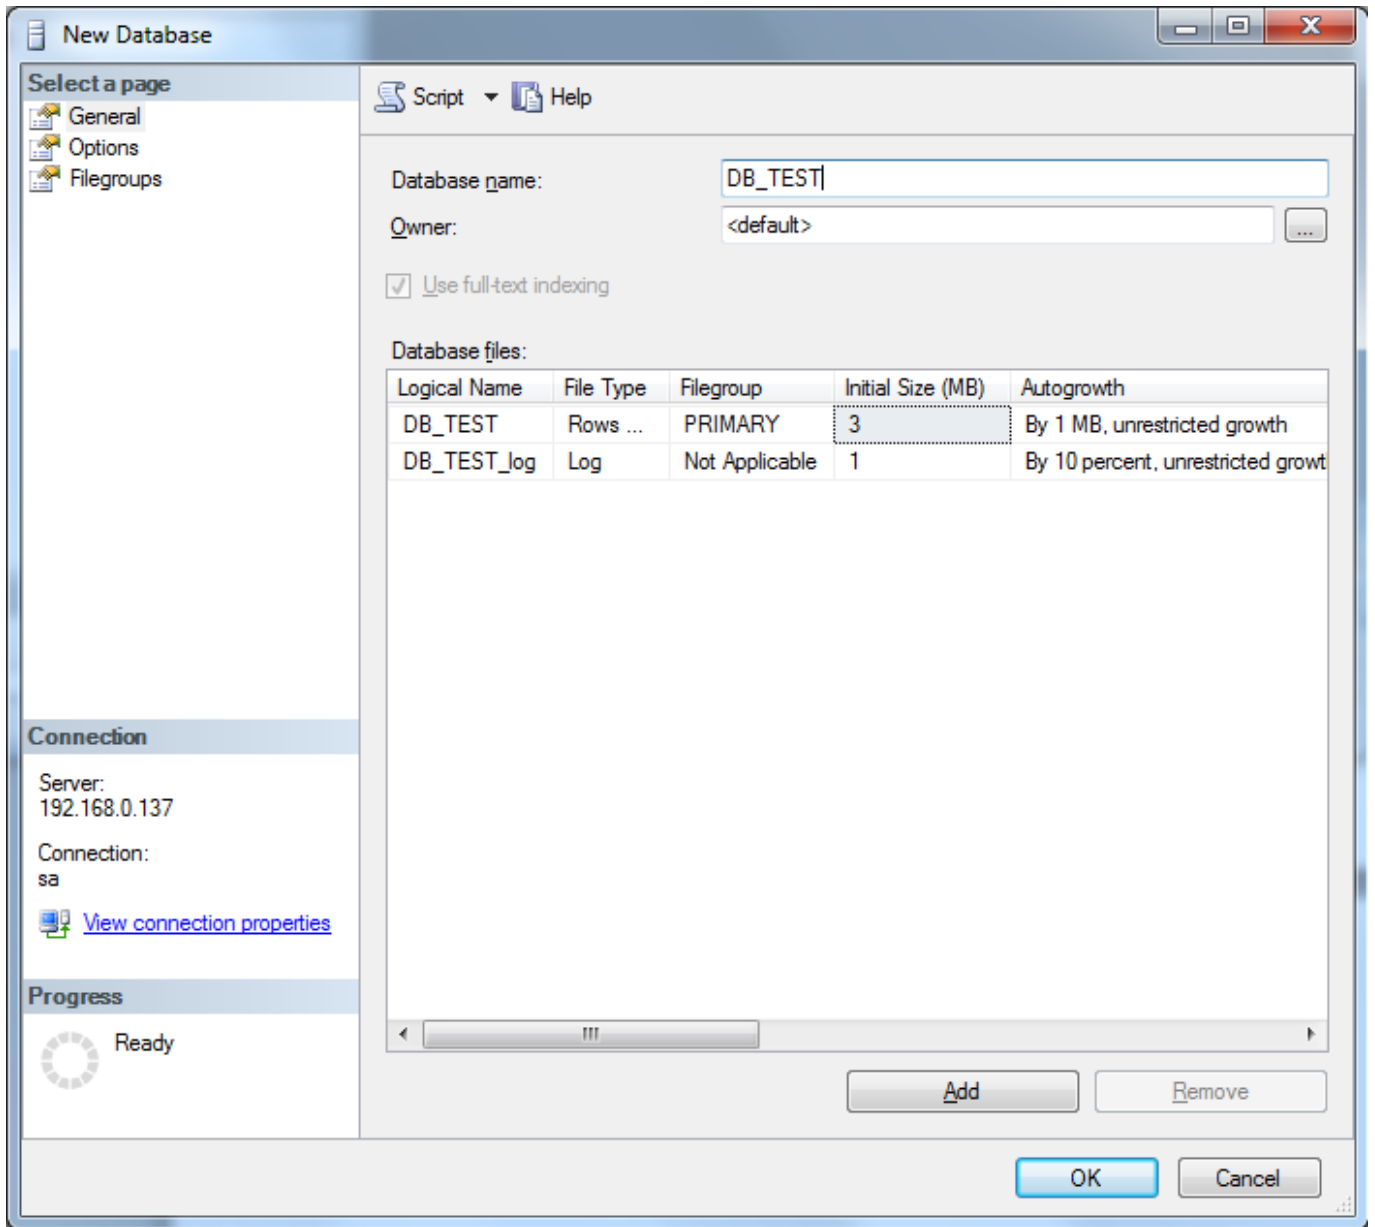 New Database
Select a page
General
Options
Filegroups
Script Help
Database name: DB_TEST
Owner: <default> ...
Use full-text indexing
Database files:
Logical Name File Type Filegroup Initial Size (MB) Autogrowth
DB_TEST Rows ... PRIMARY 3 By 1 MB, unrestricted growth
DB_TEST_log Log Not Applicable 1 By 10 percent, unrestricted growt
Connection
Server:
192.168.0.137
Connection:
sa
View connection properties
Progress
Ready
Add Remove
OK Cancel